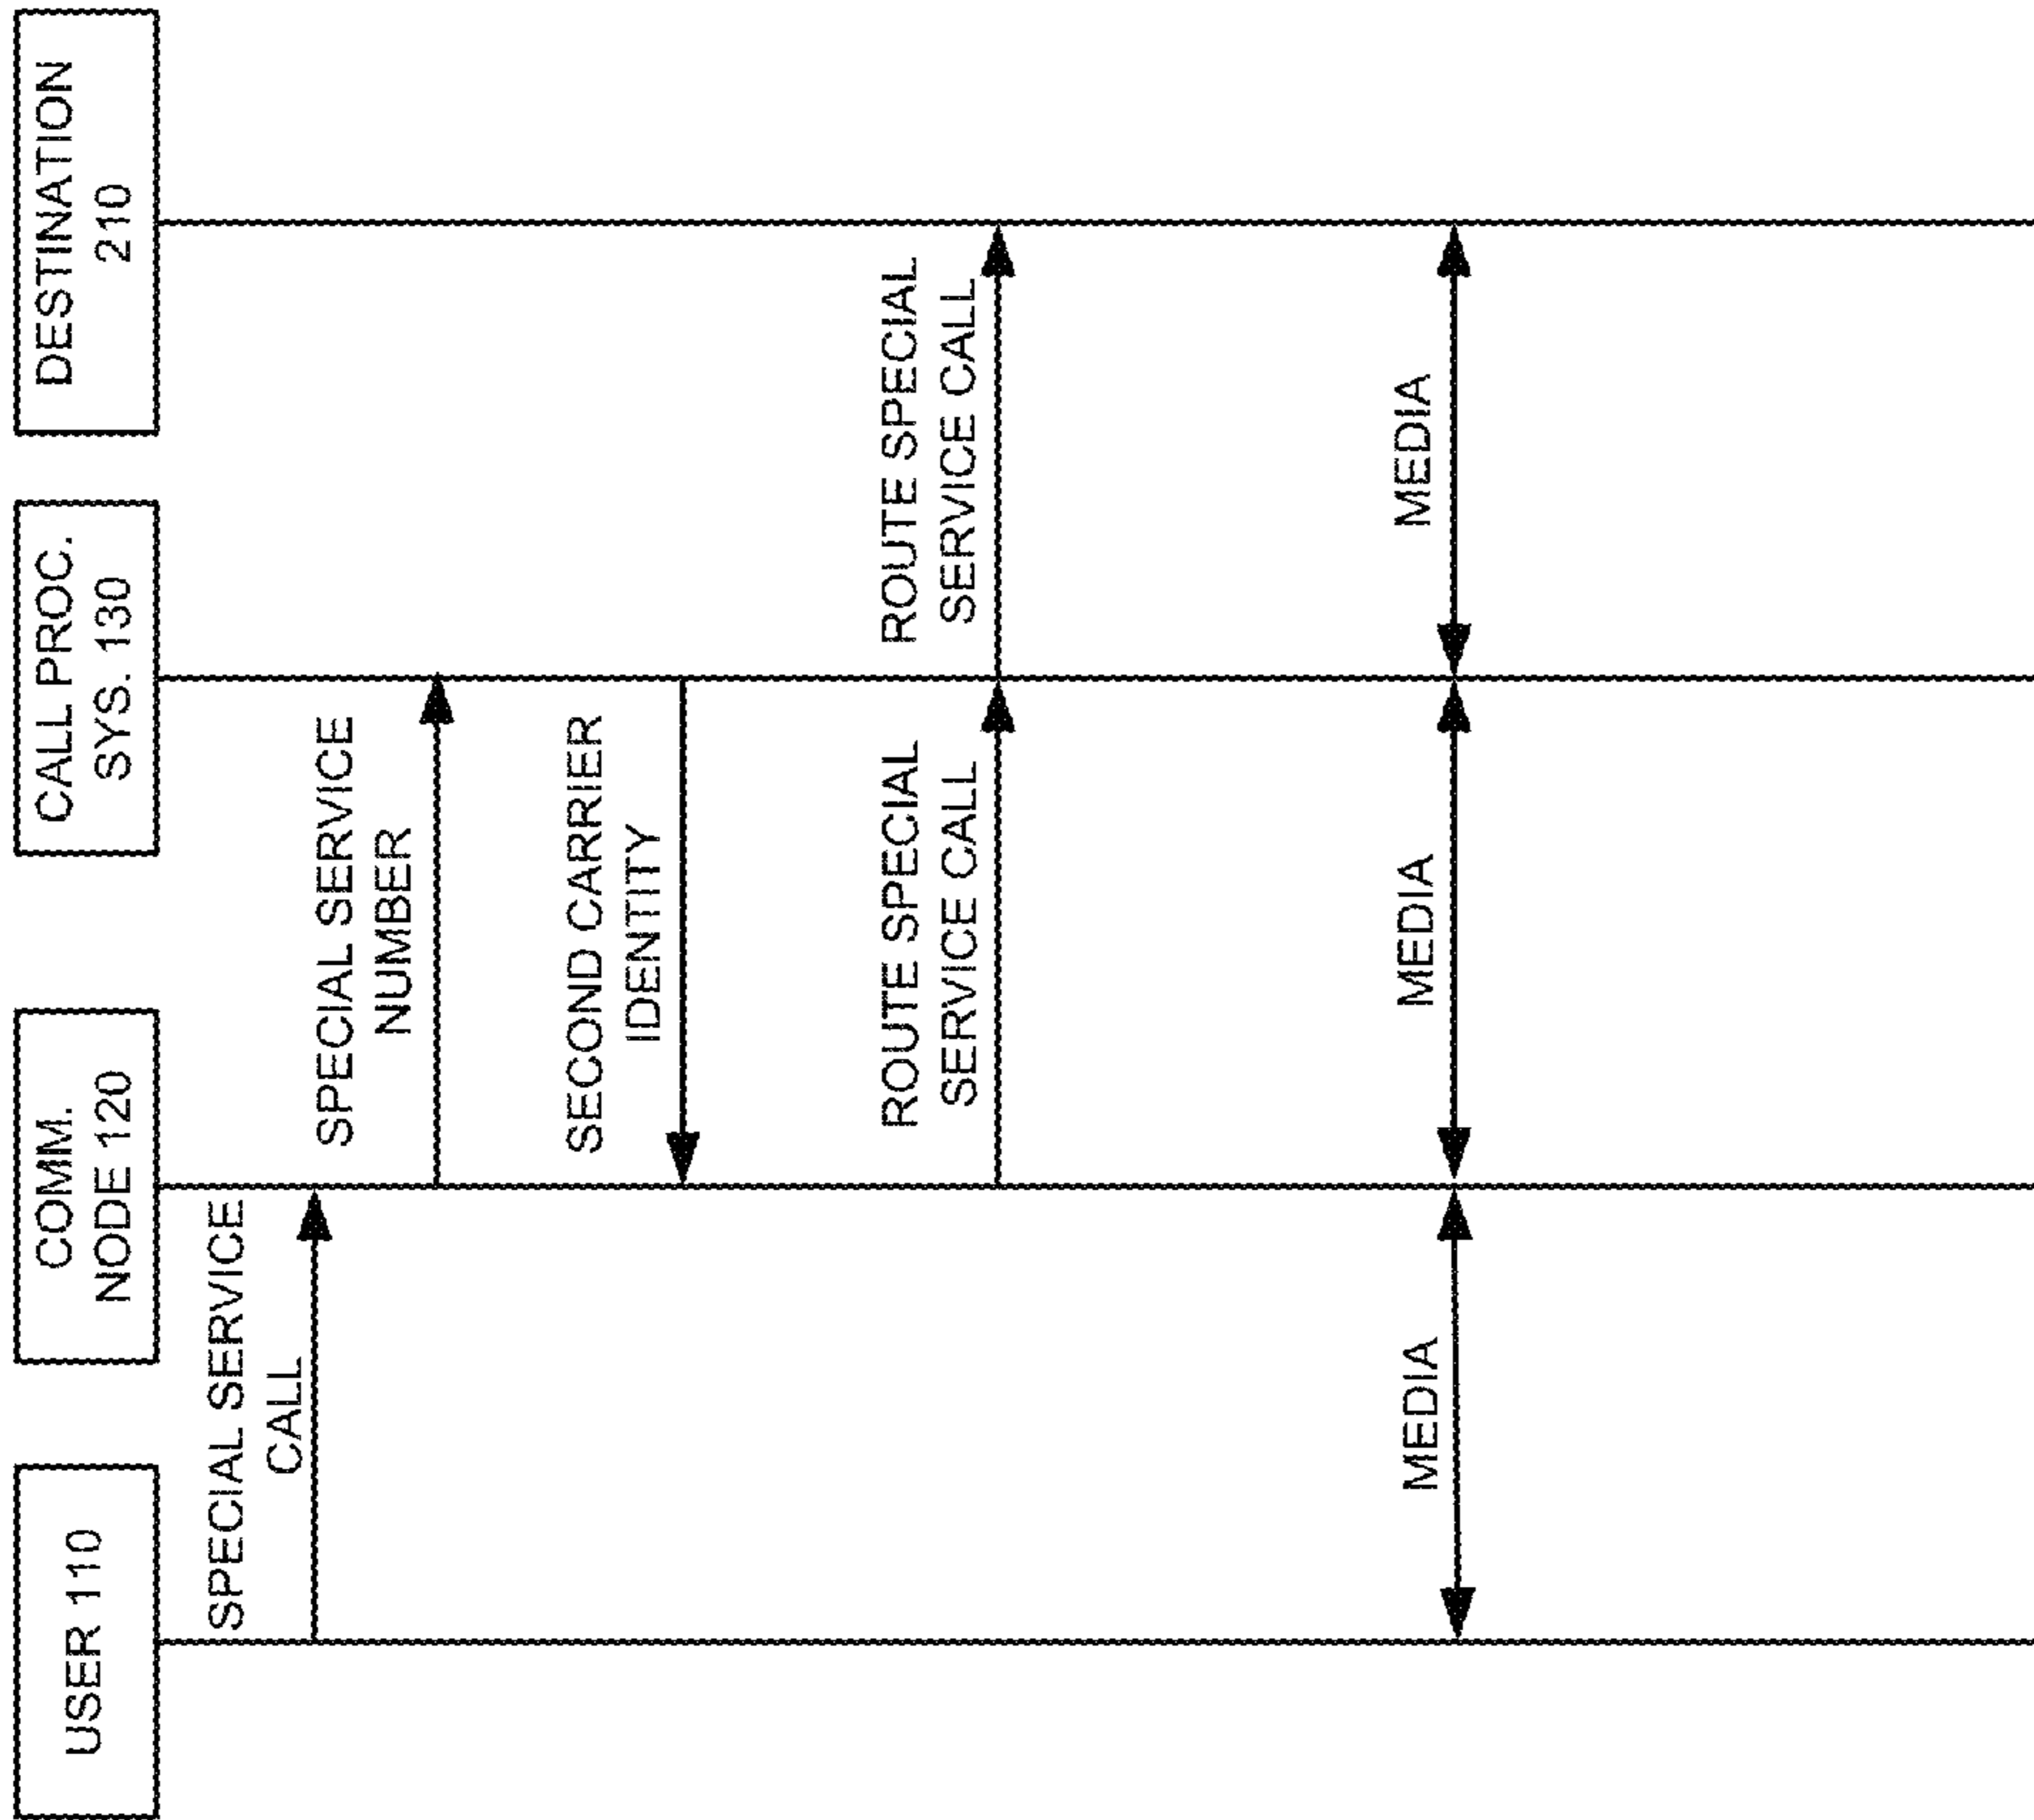 USER 110
COMM.
NODE 120
CALL PROC.
SYS. 130
DESTINATION
210
SPECIAL SERVICE
CALL
SPECIAL SERVICE
NUMBER
SECOND CARRIER
IDENTITY
ROUTE SPECIAL
SERVICE CALL
ROUTE SPECIAL
SERVICE CALL
MEDIA
MEDIA
MEDIA